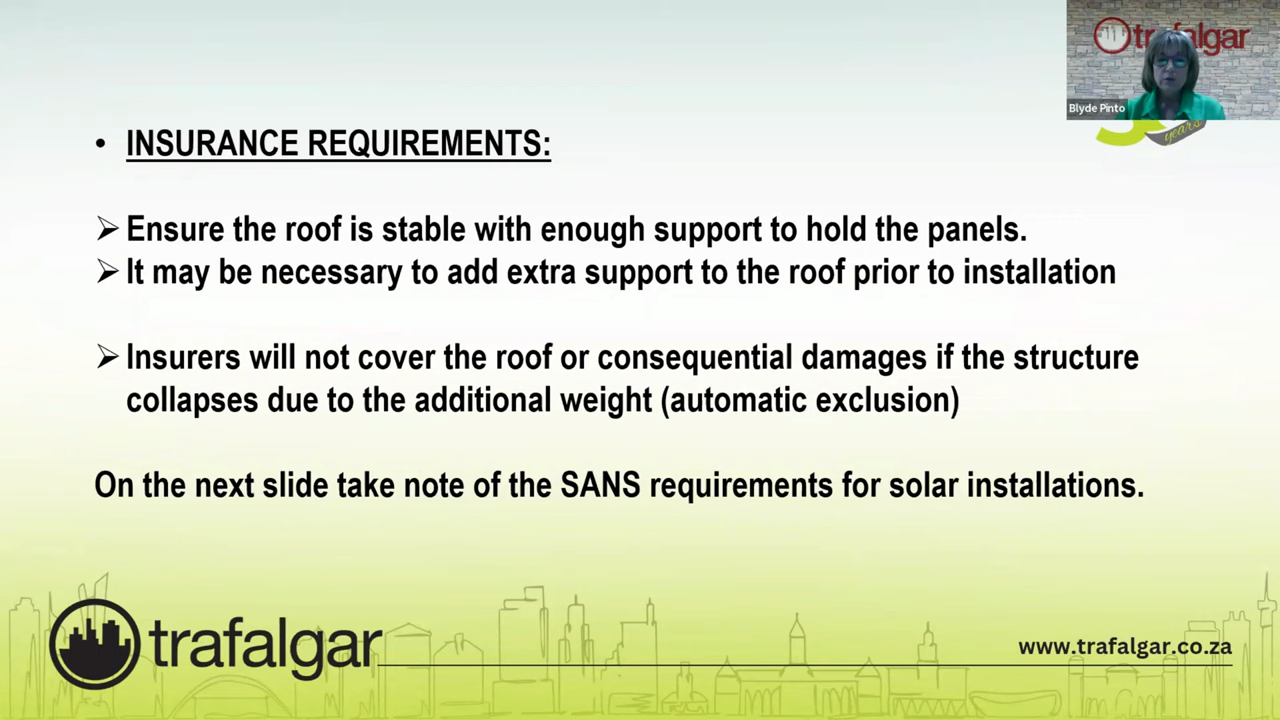 trafalgar
Blyde Pinto
years
• INSURANCE REQUIREMENTS:
➢ Ensure the roof is stable with enough support to hold the panels.
➢ It may be necessary to add extra support to the roof prior to installation
➢ Insurers will not cover the roof or consequential damages if the structure
collapses due to the additional weight (automatic exclusion)
On the next slide take note of the SANS requirements for solar installations.
trafalgar
www.trafalgar.co.za